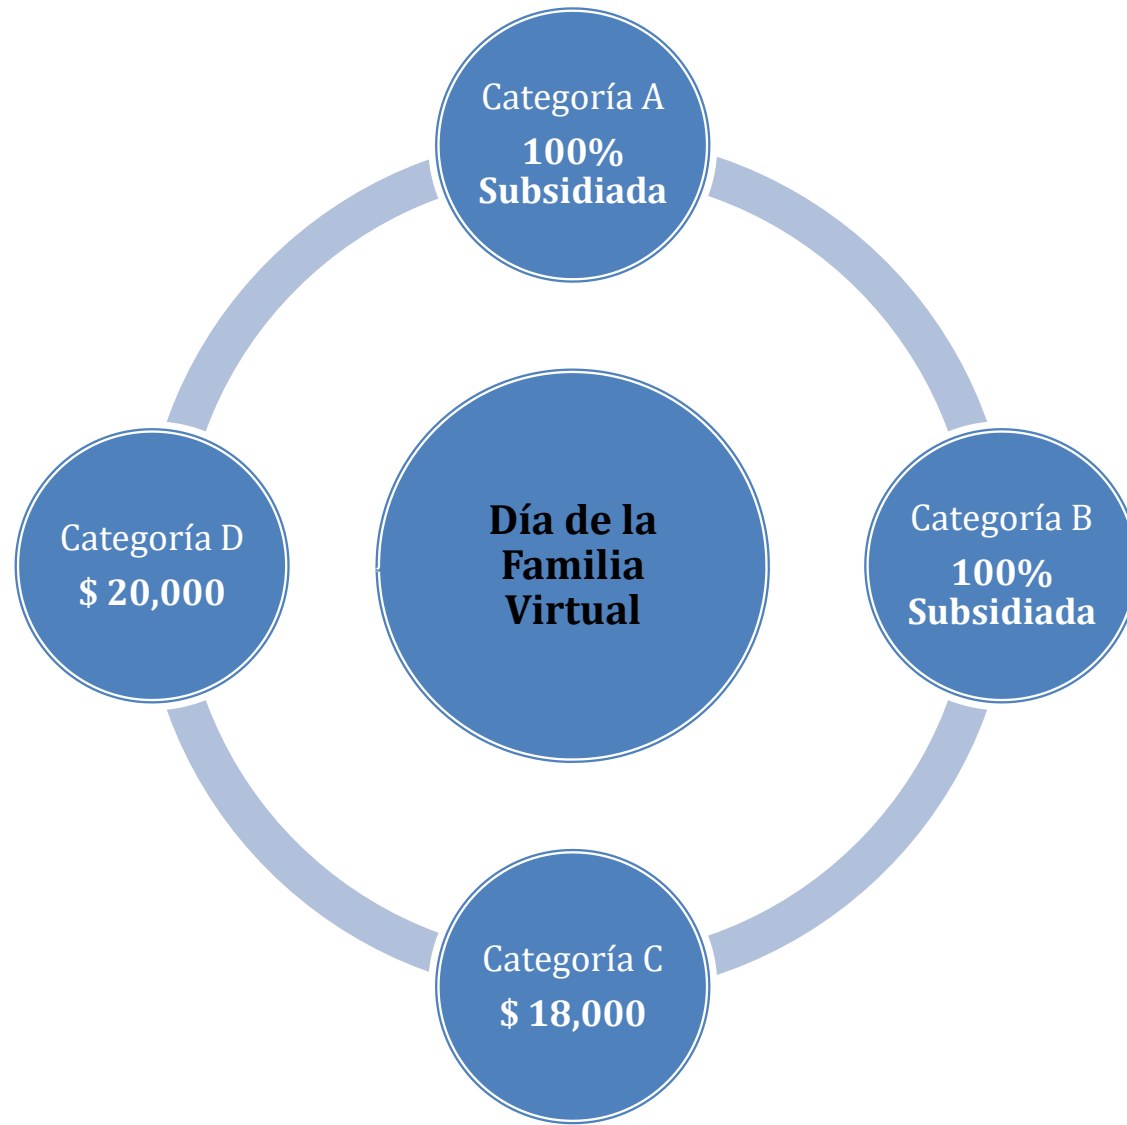 Categoría A
100%
Subsidiada
Categoría B
100%
Subsidiada
Categoría C
$ 18,000
Categoría D
$ 20,000
Día de la
Familia
Virtual